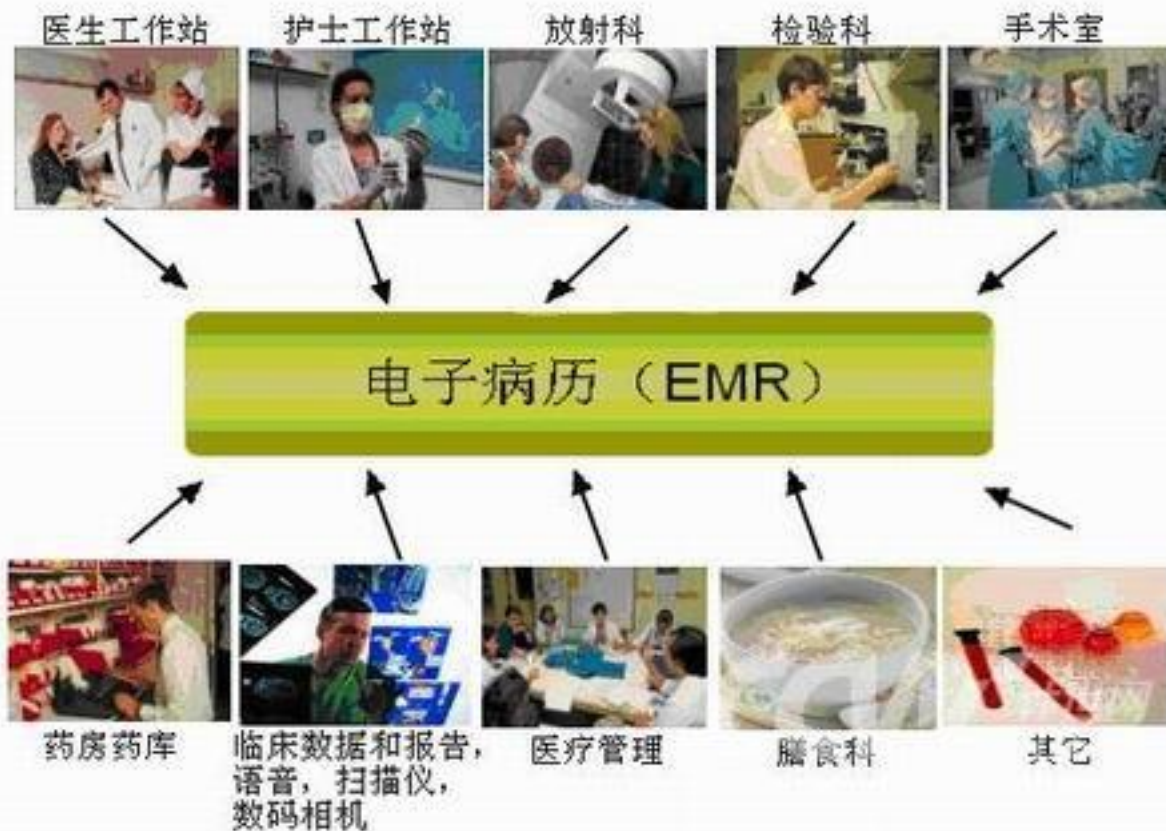 医生工作站
护士工作站
放射科
检验科
手术室
电子病历（EMR）
药房药库
临床数据和报告，
语音，扫描仪，
数码相机
医疗管理
膳食科
其它